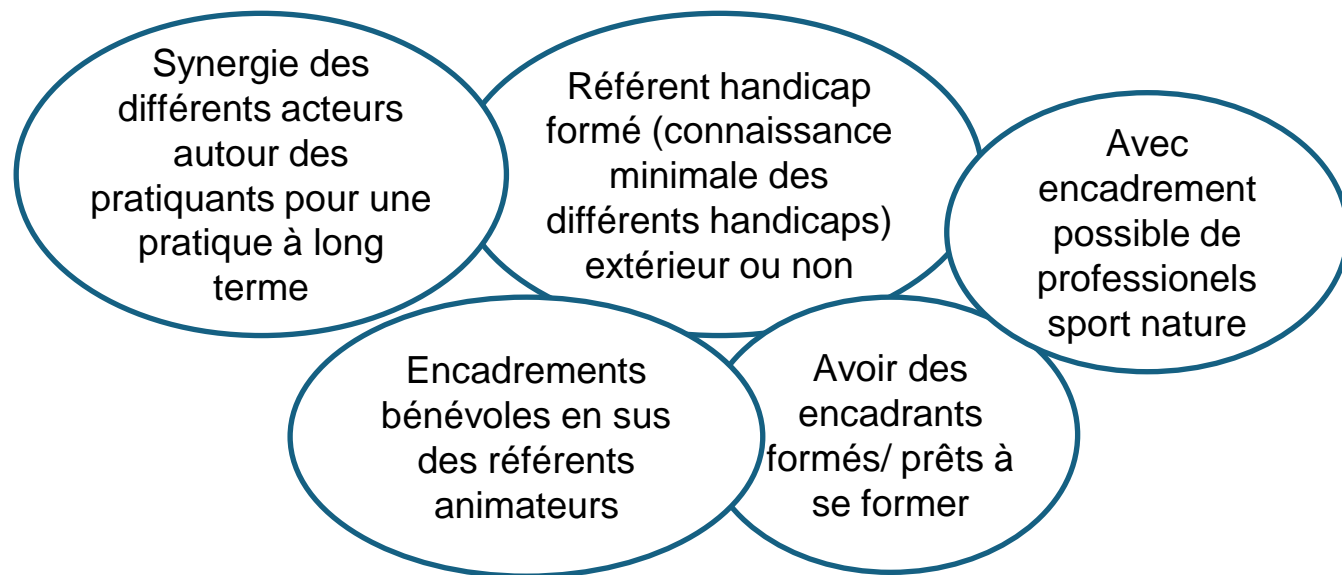 Synergie des
différents acteurs
autour des
pratiquants pour une
pratique à long
terme
Référent handicap
formé (connaissance
minimale des
différents handicaps)
extérieur ou non
Avec
encadrement
possible de
professionels
sport nature
Encadrements
bénévoles en sus
des référents
animateurs
Avoir des
encadrants
formés/ prêts à
se former